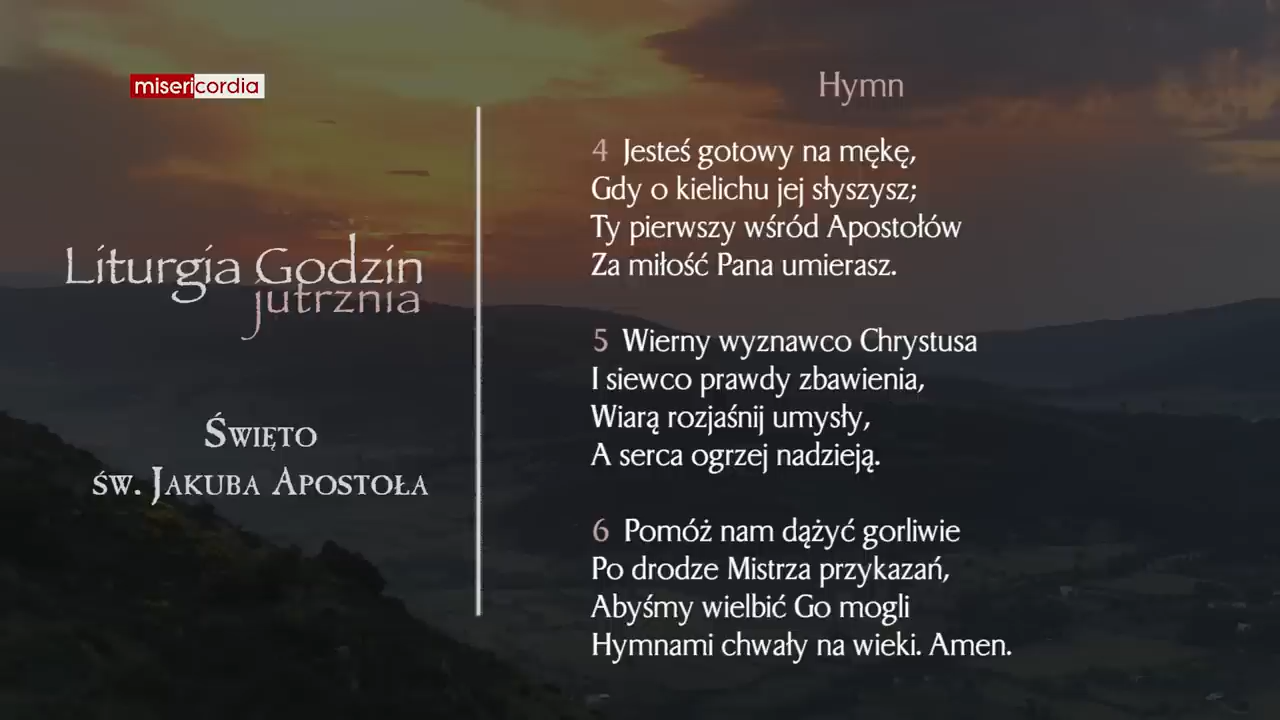 misericordia
Liturgia Godzin
jutrznia
Święto
św. Jakuba Apostoła
Hymn
4 Jesteś gotowy na mękę,
Gdy o kielichu jej słyszysz;
Ty pierwszy wśród Apostołów
Za miłość Pana umierasz.
5 Wierny wyznawco Chrystusa
I siewco prawdy zbawienia,
Wiarą rozjaśnij umysły,
A serca ogrzej nadzieją.
6 Pomóż nam dążyć gorliwie
Po drodze Mistrza przykazań,
Abyśmy wielbić Go mogli
Hymnami chwały na wieki. Amen.